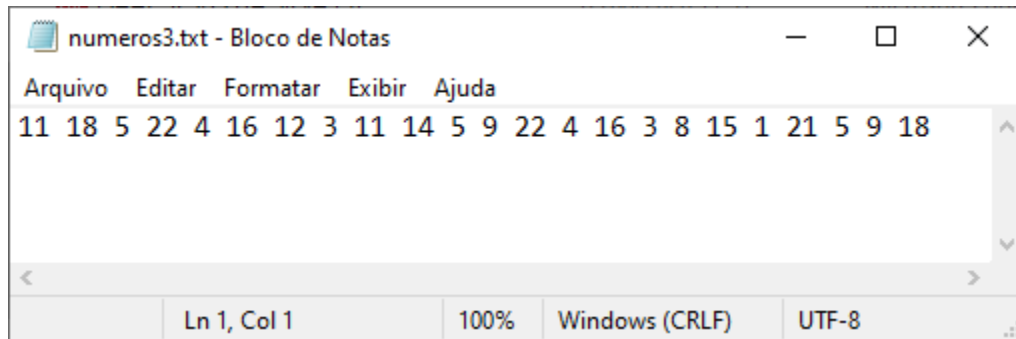 numeros3.txt - Bloco de Notas
Arquivo Editar Formatar Exibir Ajuda
11 18 5 22 4 16 12 3 11 14 5 9 22 4 16 3 8 15 1 21 5 9 18
Ln 1, Col 1 100% Windows (CRLF) UTF-8